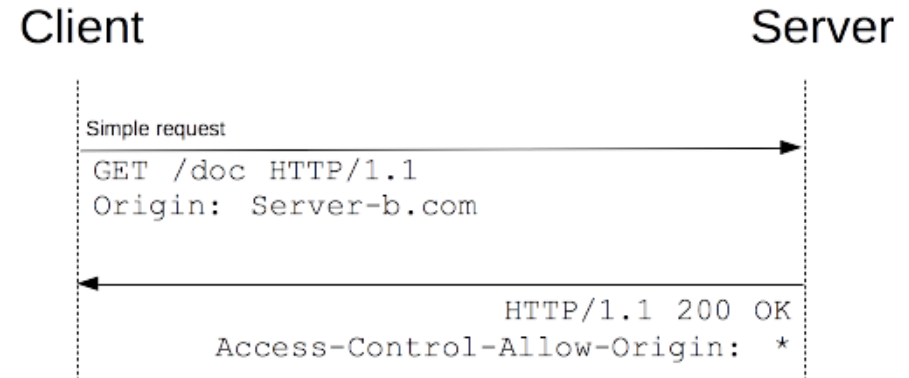 Client
Server
Simple request
GET /doc HTTP/1.1
Origin: Server-b.com
HTTP/1.1 200 OK
Access-Control-Allow-Origin: *